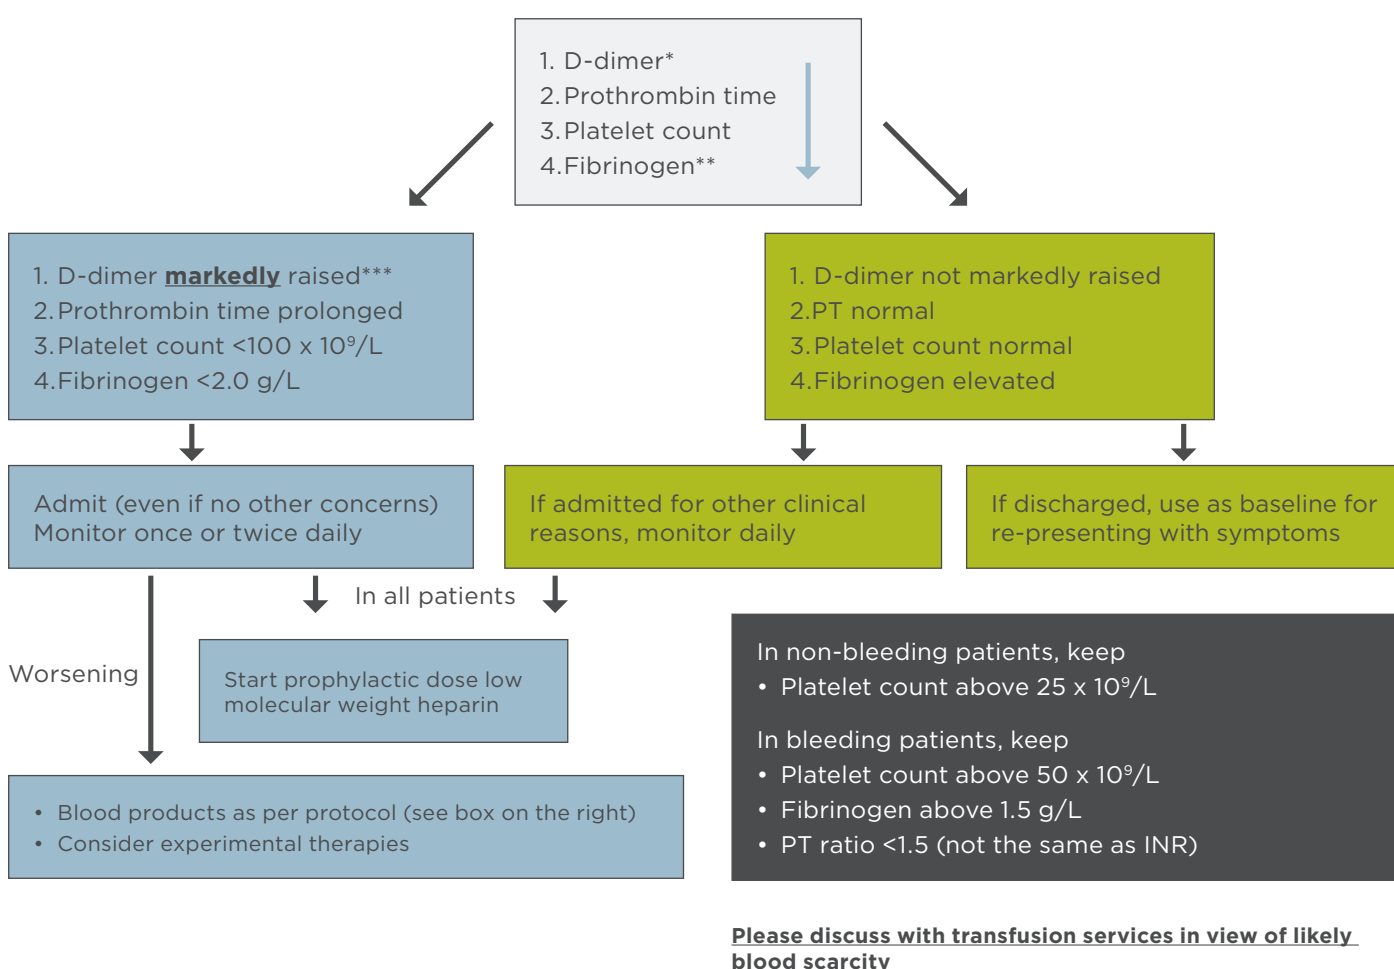 1. D-dimer*
2. Prothrombin time
3. Platelet count
4. Fibrinogen**
1. D-dimer markedly raised***
2. Prothrombin time prolonged
3. Platelet count <100 x 10⁹/L
4. Fibrinogen <2.0 g/L
1. D-dimer not markedly raised
2. PT normal
3. Platelet count normal
4. Fibrinogen elevated
Admit (even if no other concerns)
Monitor once or twice daily
If admitted for other clinical
reasons, monitor daily
If discharged, use as baseline for
re-presenting with symptoms
In all patients
Worsening
Start prophylactic dose low
molecular weight heparin
• Blood products as per protocol (see box on the right)
• Consider experimental therapies
In non-bleeding patients, keep
• Platelet count above 25 x 10⁹/L
In bleeding patients, keep
• Platelet count above 50 x 10⁹/L
• Fibrinogen above 1.5 g/L
• PT ratio <1.5 (not the same as INR)
Please discuss with transfusion services in view of likely
blood scarcity